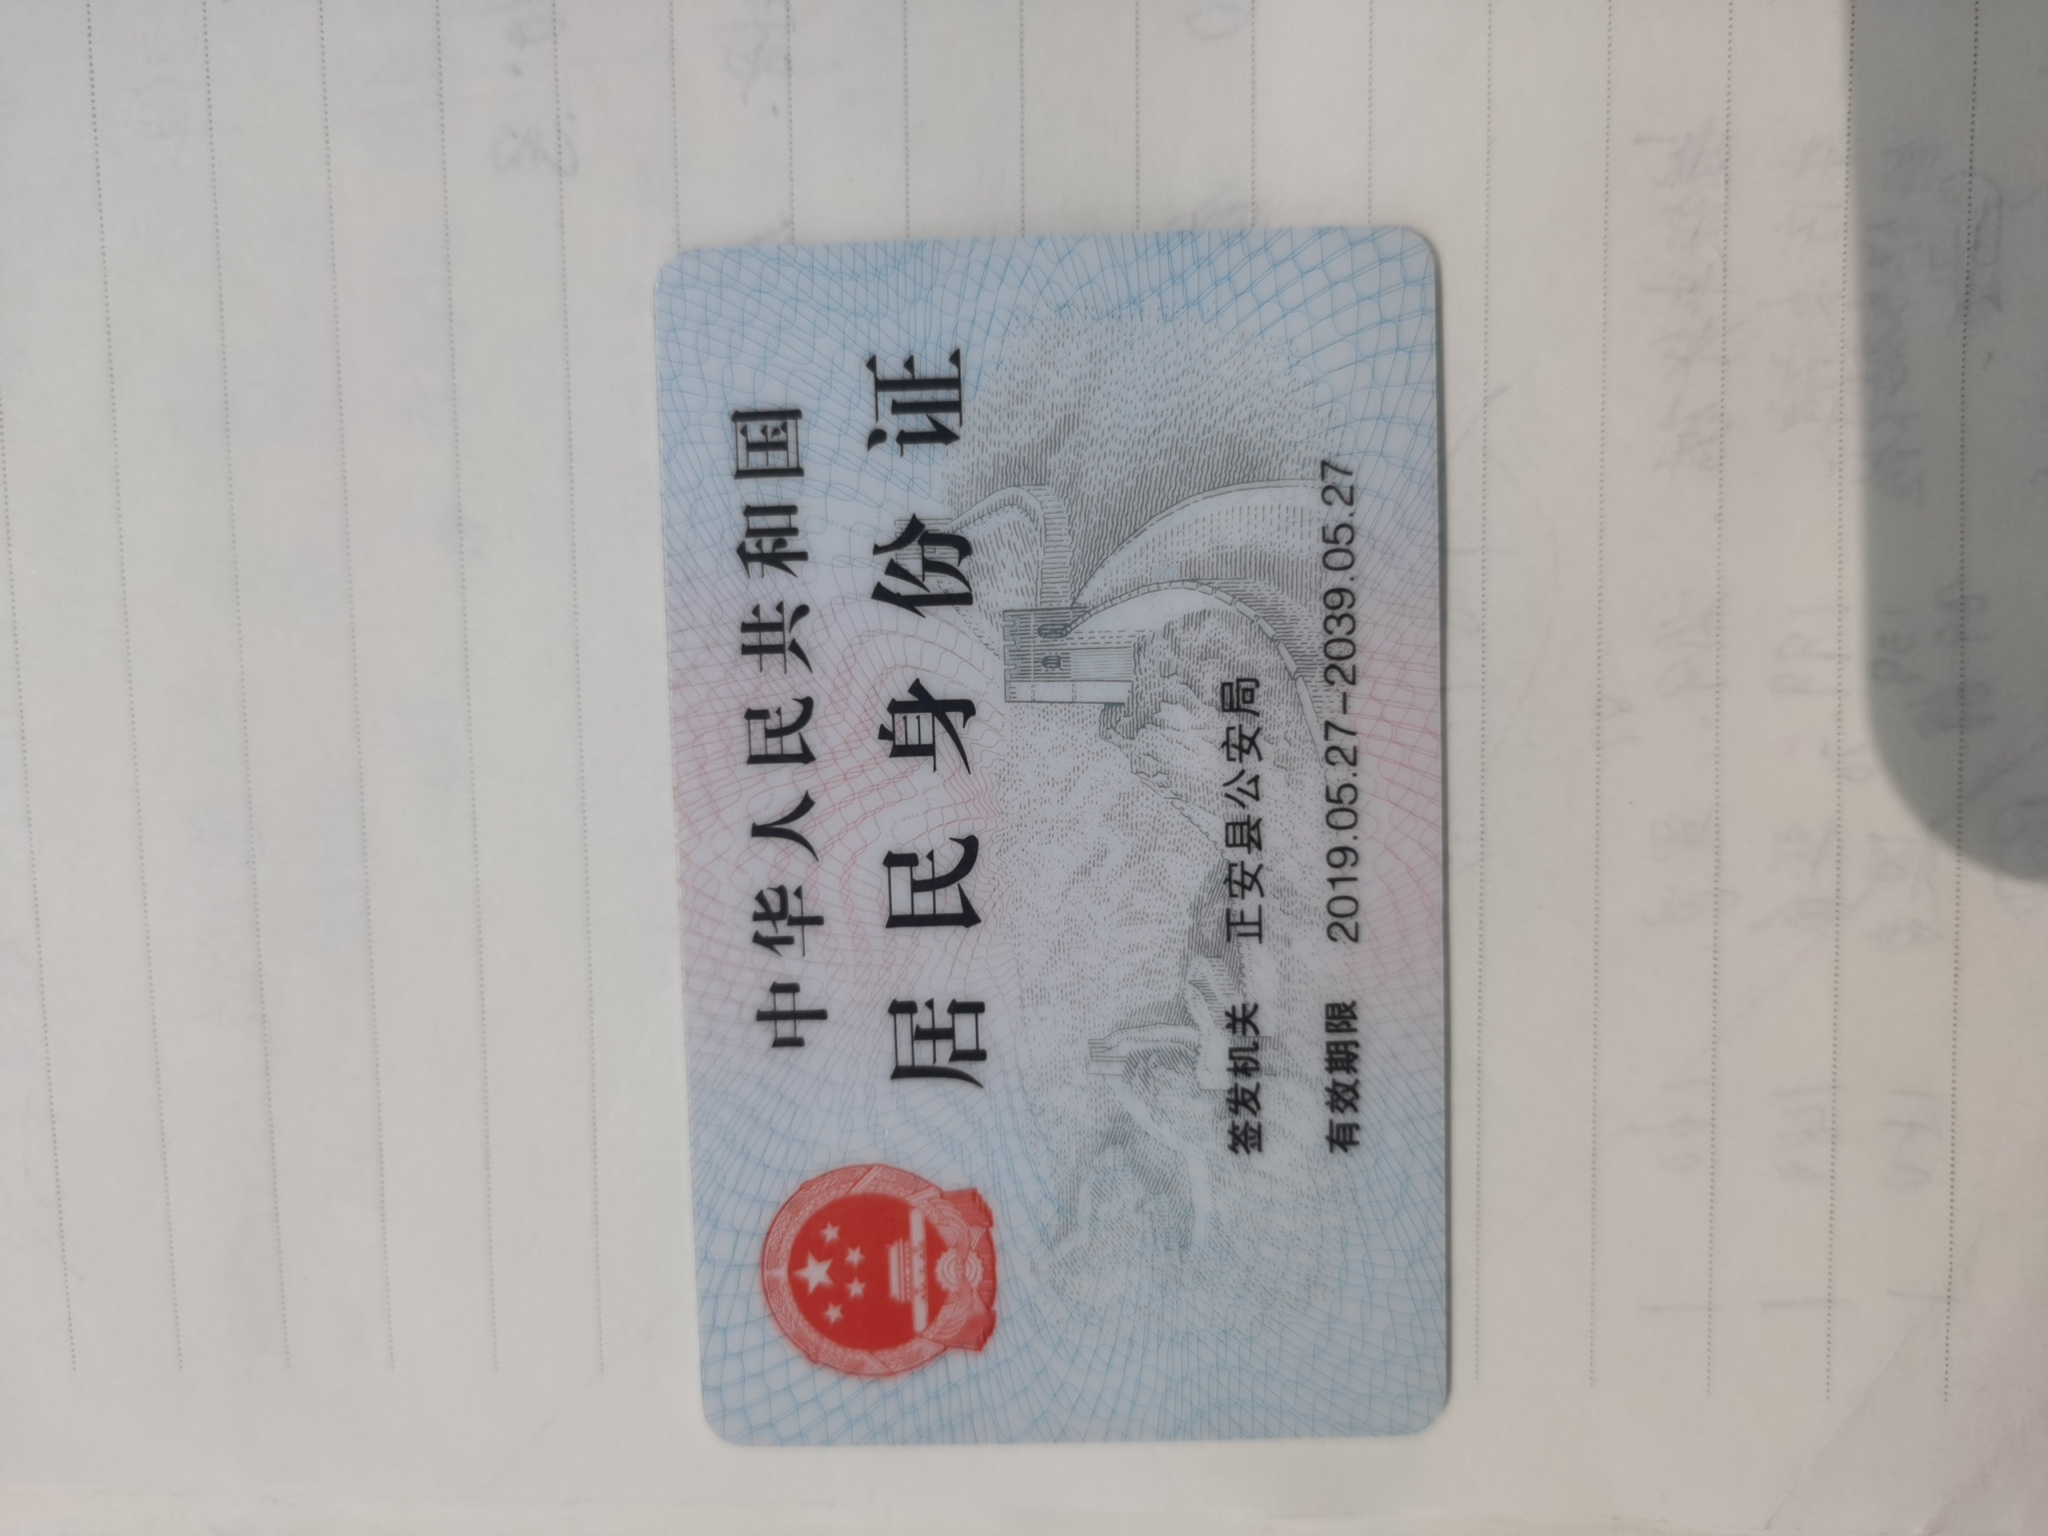 中华人民共和国
居民身份证
签发机关 正安县公安局
有效期限 2019.05.27-2039.05.27